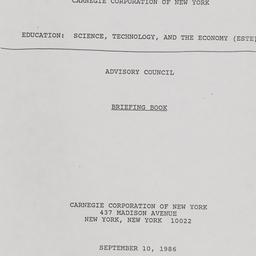 CARNEGIE CORPORATION OF NEW YORK
EDUCATION: SCIENCE, TECHNOLOGY, AND THE ECONOMY (ESTE)
ADVISORY COUNCIL
BRIEFING BOOK
CARNEGIE CORPORATION OF NEW YORK
437 MADISON AVENUE
NEW YORK, NEW YORK 10022
SEPTEMBER 10, 1986